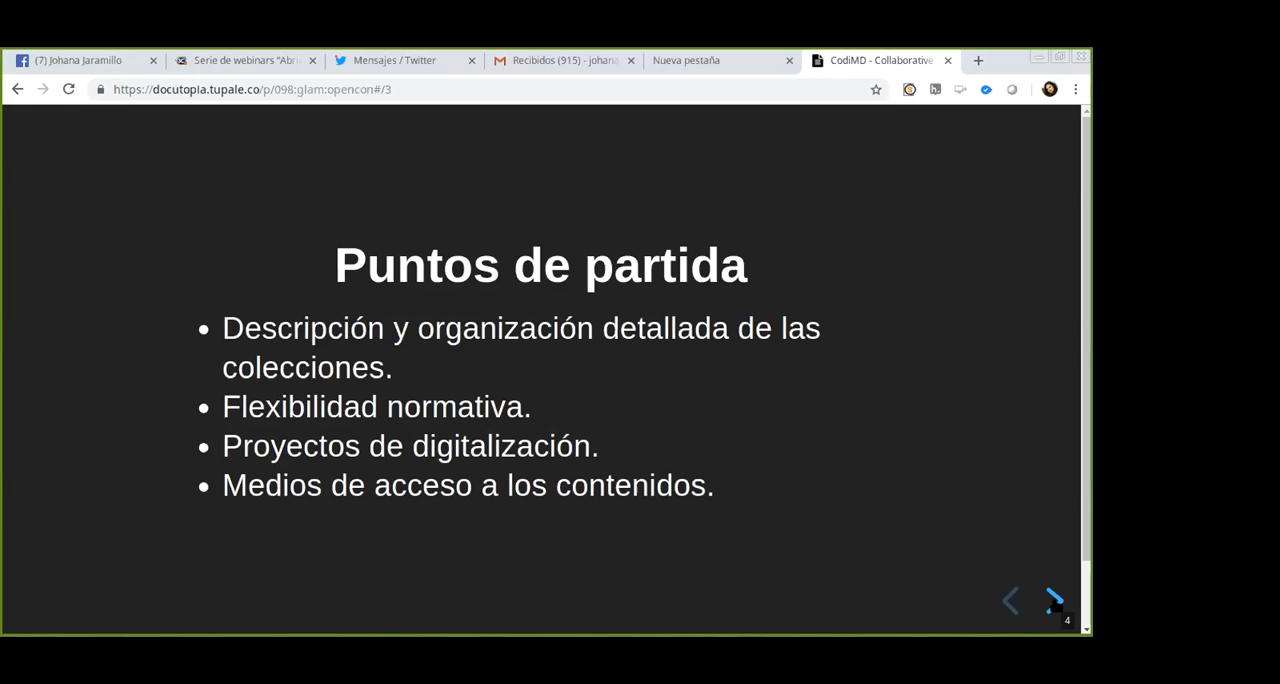 (7) Johana Jaramillo
Serie de webinars "Abri
Mensajes / Twitter
Recibidos (915) - johana
Nueva pestaña
CodiMD - Collaborative
https://docutopia.tupale.co/p/098:glam:opencon#/3
Puntos de partida
Descripción y organización detallada de las
colecciones.
Flexibilidad normativa.
Proyectos de digitalización.
Medios de acceso a los contenidos.
4